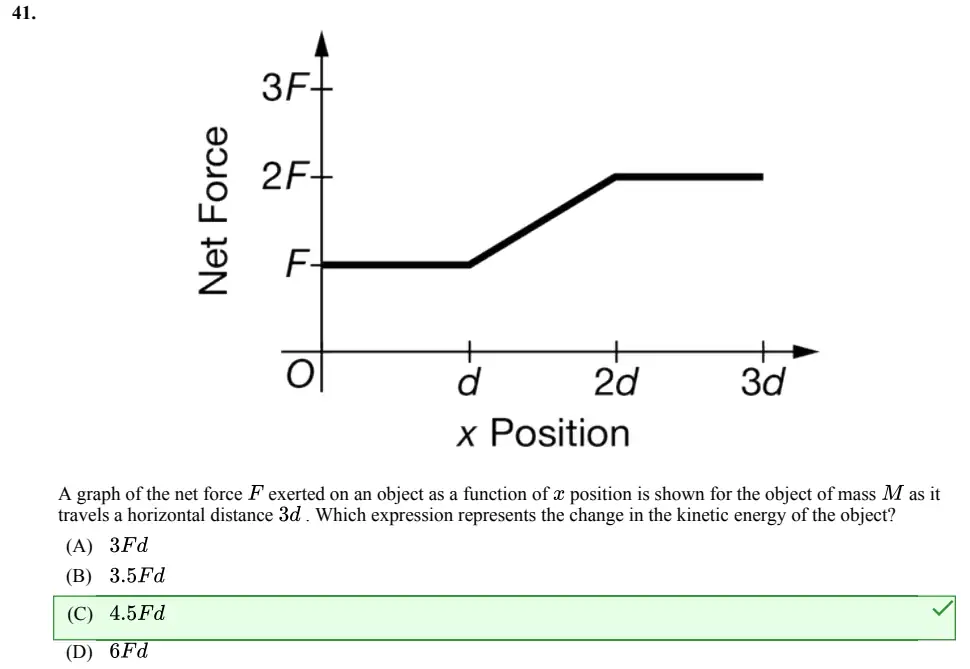 41.
3F
2F
F
Net Force
O
d
2d
3d
x Position
A graph of the net force F exerted on an object as a function of x position is shown for the object of mass M as it
travels a horizontal distance 3d . Which expression represents the change in the kinetic energy of the object?
(A) 3Fd
(B) 3.5Fd
(C) 4.5Fd
(D) 6Fd